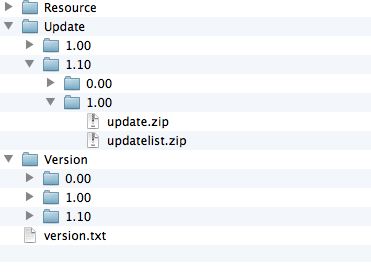 Resource
Update
1.00
1.10
0.00
1.00
update.zip
updatelist.zip
Version
0.00
1.00
1.10
version.txt